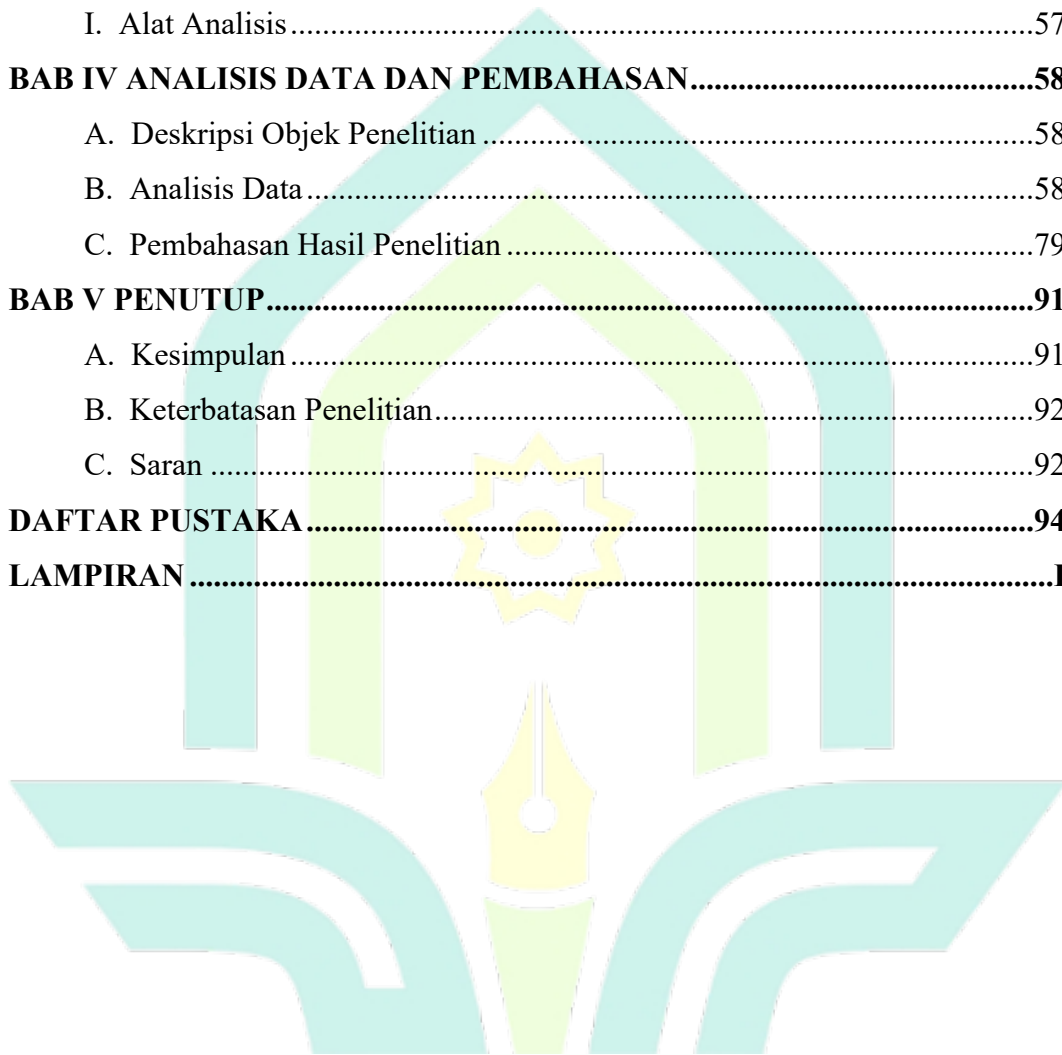 I. Alat Analisis ........................................................................................ 57
BAB IV ANALISIS DATA DAN PEMBAHASAN ........................................... 58
A. Deskripsi Objek Penelitian ..................................................................... 58
B. Analisis Data ........................................................................................ 58
C. Pembahasan Hasil Penelitian .................................................................. 79
BAB V PENUTUP ................................................................................................ 91
A. Kesimpulan ............................................................................................ 91
B. Keterbatasan Penelitian ........................................................................... 92
C. Saran ...................................................................................................... 92
DAFTAR PUSTAKA ........................................................................................... 94
LAMPIRAN .......................................................................................................... I